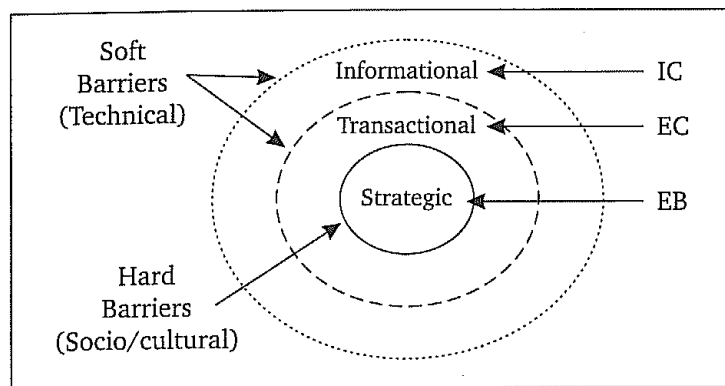 Soft
Barriers
(Technical)
Informational
IC
Transactional
EC
Strategic
EB
Hard
Barriers
(Socio/cultural)